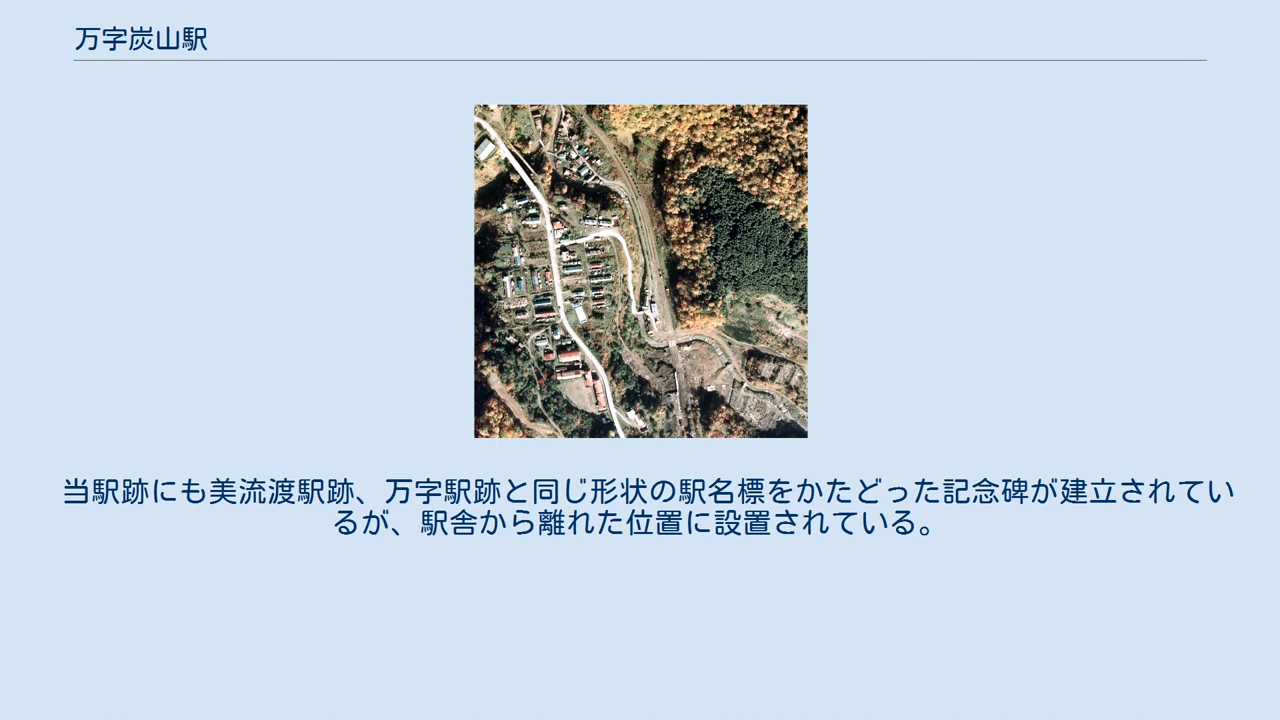 万字炭山駅
当駅跡にも美流渡駅跡、万字駅跡と同じ形状の駅名標をかたどった記念碑が建立されてい
るが、駅舎から離れた位置に設置されている。